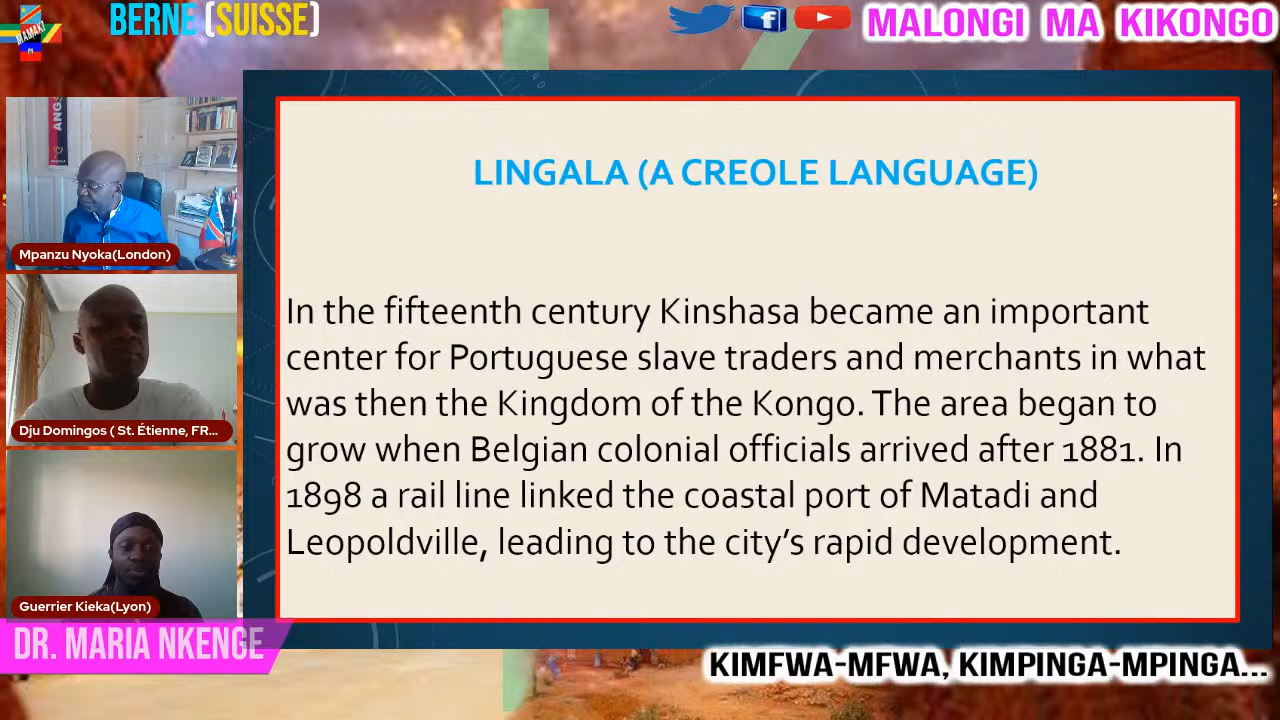 BERNE (SUISSE)
MALONGI MA KIKONGO
MAMAKI
ANG
Mpanzu Nyoka(London)
Dju Domingos ( St. Étienne, FR...
Guerrier Kieka(Lyon)
DR. MARIA NKENGE
LINGALA (A CREOLE LANGUAGE)
In the fifteenth century Kinshasa became an important
center for Portuguese slave traders and merchants in what
was then the Kingdom of the Kongo. The area began to
grow when Belgian colonial officials arrived after 1881. In
1898 a rail line linked the coastal port of Matadi and
Leopoldville, leading to the city’s rapid development.
KIMFWA-MFWA, KIMPINGA-MPINGA...